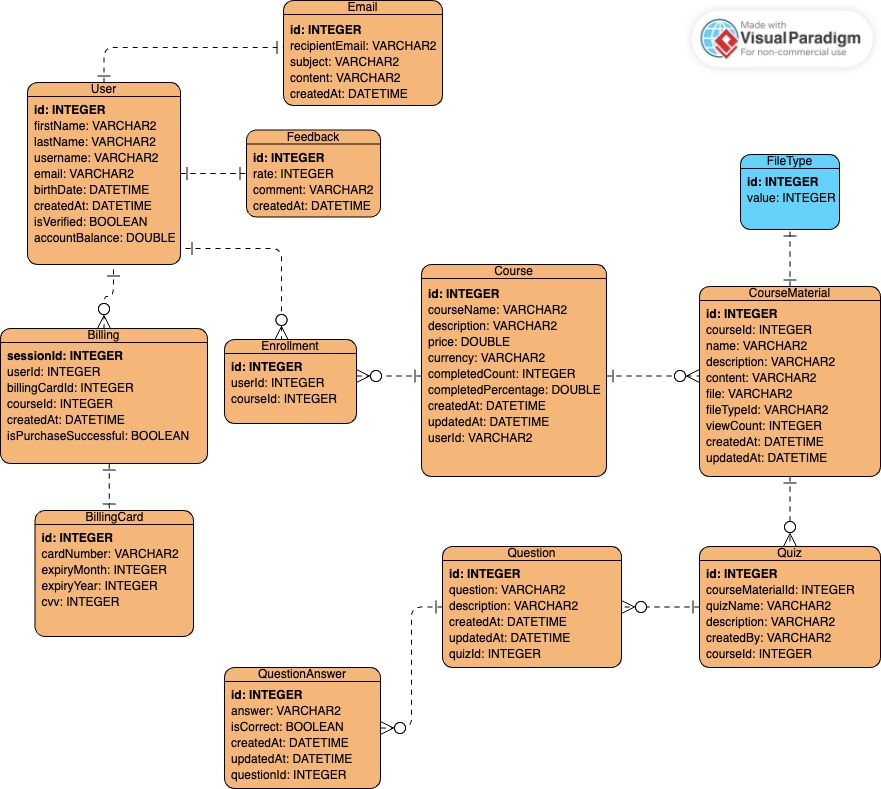 Email
id: INTEGER
recipientEmail: VARCHAR2
subject: VARCHAR2
content: VARCHAR2
createdAt: DATETIME
Made with
VisualParadigm
For non-commercial use
User
id: INTEGER
firstName: VARCHAR2
lastName: VARCHAR2
username: VARCHAR2
email: VARCHAR2
birthDate: DATETIME
createdAt: DATETIME
isVerified: BOOLEAN
accountBalance: DOUBLE
Feedback
id: INTEGER
rate: INTEGER
comment: VARCHAR2
createdAt: DATETIME
FileType
id: INTEGER
value: INTEGER
Course
id: INTEGER
courseName: VARCHAR2
description: VARCHAR2
price: DOUBLE
currency: VARCHAR2
completedCount: INTEGER
completedPercentage: DOUBLE
createdAt: DATETIME
updatedAt: DATETIME
userId: VARCHAR2
CourseMaterial
id: INTEGER
courseId: INTEGER
name: VARCHAR2
description: VARCHAR2
content: VARCHAR2
file: VARCHAR2
fileTypeId: VARCHAR2
viewCount: INTEGER
createdAt: DATETIME
updatedAt: DATETIME
Billing
sessionId: INTEGER
userId: INTEGER
billingCardId: INTEGER
courseId: INTEGER
createdAt: DATETIME
isPurchaseSuccessful: BOOLEAN
Enrollment
id: INTEGER
userId: INTEGER
courseId: INTEGER
BillingCard
id: INTEGER
cardNumber: VARCHAR2
expiryMonth: INTEGER
expiryYear: INTEGER
cvv: INTEGER
Question
id: INTEGER
question: VARCHAR2
description: VARCHAR2
createdAt: DATETIME
updatedAt: DATETIME
quizId: INTEGER
Quiz
id: INTEGER
courseMaterialId: INTEGER
quizName: VARCHAR2
description: VARCHAR2
createdBy: VARCHAR2
courseId: INTEGER
QuestionAnswer
id: INTEGER
answer: VARCHAR2
isCorrect: BOOLEAN
createdAt: DATETIME
updatedAt: DATETIME
questionId: INTEGER